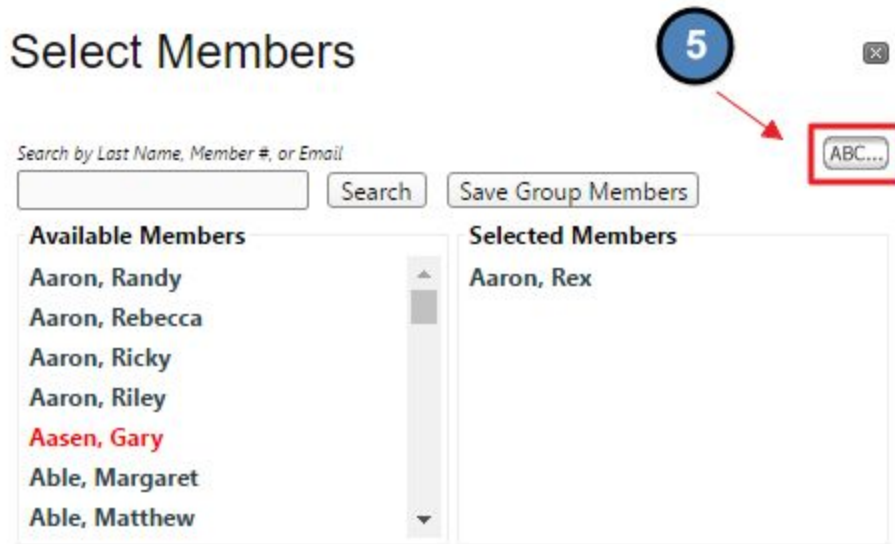 Select Members
5
Search by Last Name, Member #, or Email
ABC...
Search
Save Group Members
Available Members
Aaron, Randy
Aaron, Rebecca
Aaron, Ricky
Aaron, Riley
Aasen, Gary
Able, Margaret
Able, Matthew
Selected Members
Aaron, Rex